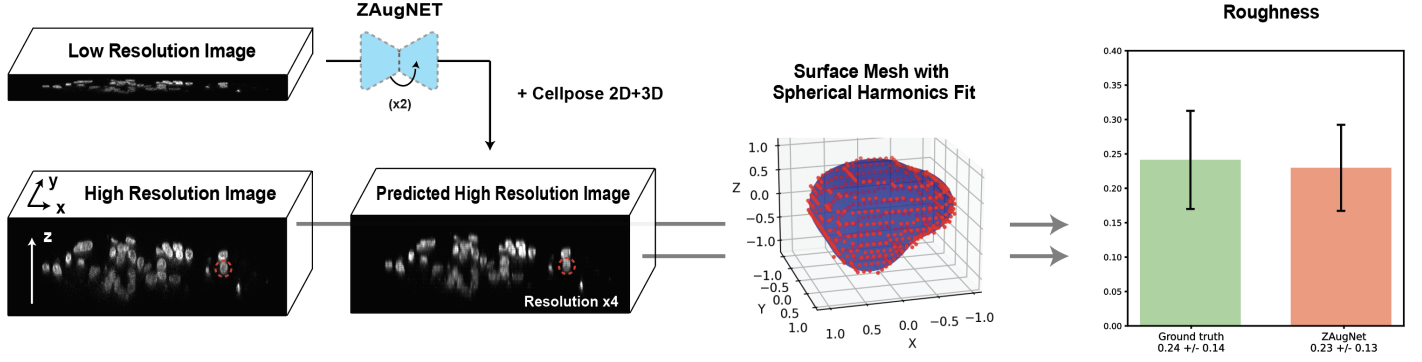 ZAugNET
Low Resolution Image
(x2)
+ Cellpose 2D+3D
y
x
High Resolution Image
z
Predicted High Resolution Image
Resolution x4
Surface Mesh with
Spherical Harmonics Fit
1.0
0.5
0.0
−0.5
−1.0
Z
−1.0
−0.5
0.0
0.5
1.0
Y
1.0
0.5
0.0
−0.5
−1.0
X
Roughness
0.40
0.35
0.30
0.25
0.20
0.15
0.10
0.05
0.00
Ground truth
0.24 +/- 0.14
ZAugNet
0.23 +/- 0.13